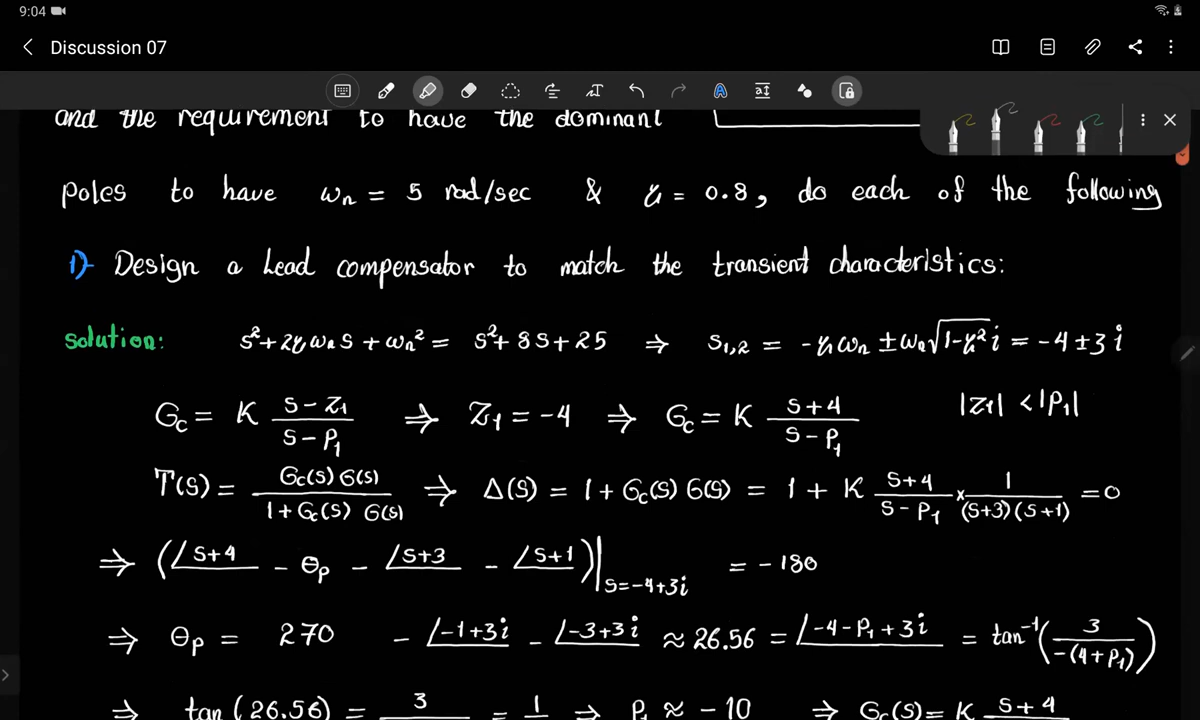 9:04
Discussion 07
and the requirement to have the dominant
poles to have ωn = 5 rad/sec & ζ = 0.8, do each of the following
1) Design a Lead compensator to match the transient characteristics:
solution: s²+2ζωn s + ωn² = s²+8s+25 ⇒ s₁,₂ = -ζωn ± ωn√(1-ζ²) i = -4±3i
Gc = K (s-Z1)/(s-P1) ⇒ Z1 = -4 ⇒ Gc = K (s+4)/(s-P1) |Z1| < |P1|
T(s) = Gc(s) G(s)/(1+Gc(s) G(s)) ⇒ Δ(s) = 1+Gc(s) G(s) = 1 + K (s+4)/(s-P1) × 1/((s+3)(s+1)) = 0
⇒ (∠s+4 - θp - ∠s+3 - ∠s+1)|s=-4+3i = -180
⇒ θp = 270 - ∠-1+3i - ∠-3+3i ≈ 26.56 = ∠-4-P1+3i = tan⁻¹(3/-(4+P1))
⇒ tan(26.56) = 3 = 1 ⇒ P1 ≈ -10 ⇒ Gc(s) = K s+4